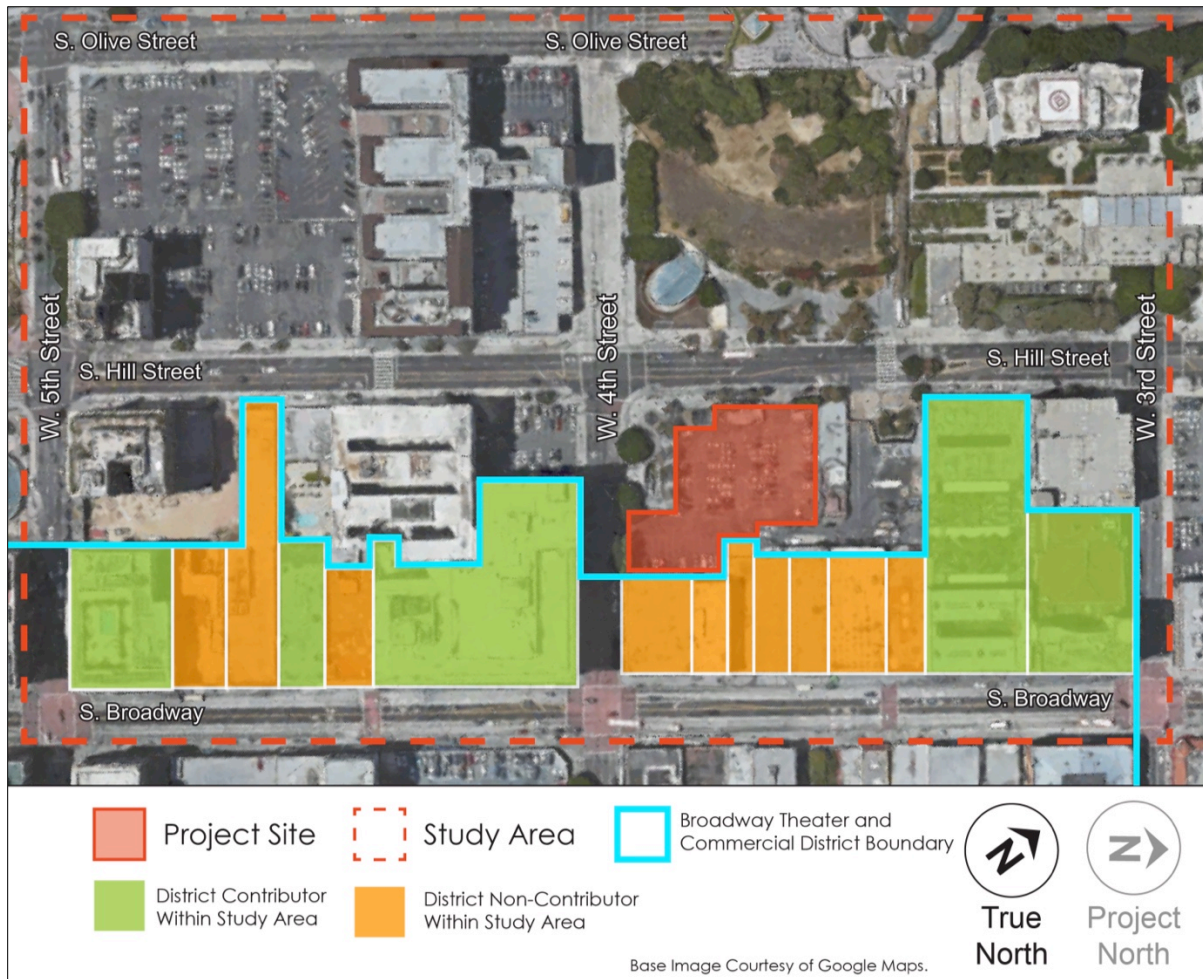 S. Olive Street
S. Olive Street
W. 5th Street
W. 4th Street
W. 3rd Street
S. Hill Street
S. Hill Street
S. Broadway
S. Broadway
Project Site
Study Area
Broadway Theater and
Commercial District Boundary
District Contributor
Within Study Area
District Non-Contributor
Within Study Area
N
True
North
N
Project
North
Base Image Courtesy of Google Maps.